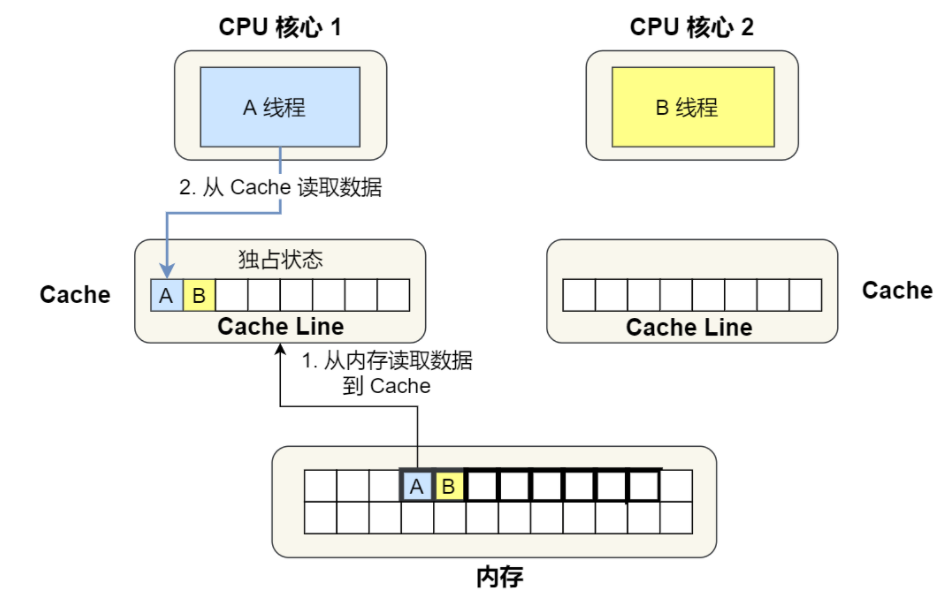 CPU 核心 1
CPU 核心 2
A 线程
B 线程
2. 从 Cache 读取数据
独占状态
Cache
A B
Cache Line
Cache Line
Cache
1. 从内存读取数据
到 Cache
A B
内存